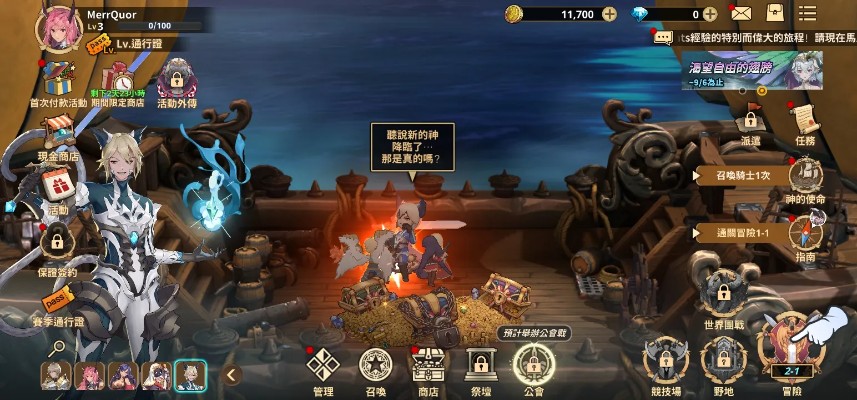 MerrQuor
Lv 3
0/100
pass
Lv.
Lv.通行證
11,700
0
its經驗的特別而偉大的旅程！請現在馬
首次付款活動
剩下2天23小時
期間限定商店
活動外傳
渴望自由的翅膀
~9/6為止
現金商店
聽說新的神
降臨了…
那是真的嗎?
派遣
任務
召喚騎士1次
神的使命
活動
通關冒險1-1
指南
保證簽約
pass
賽季通行證
世界團戰
預計舉辦公會戰
2-1
管理
召喚
商店
祭壇
公會
競技場
野地
冒險